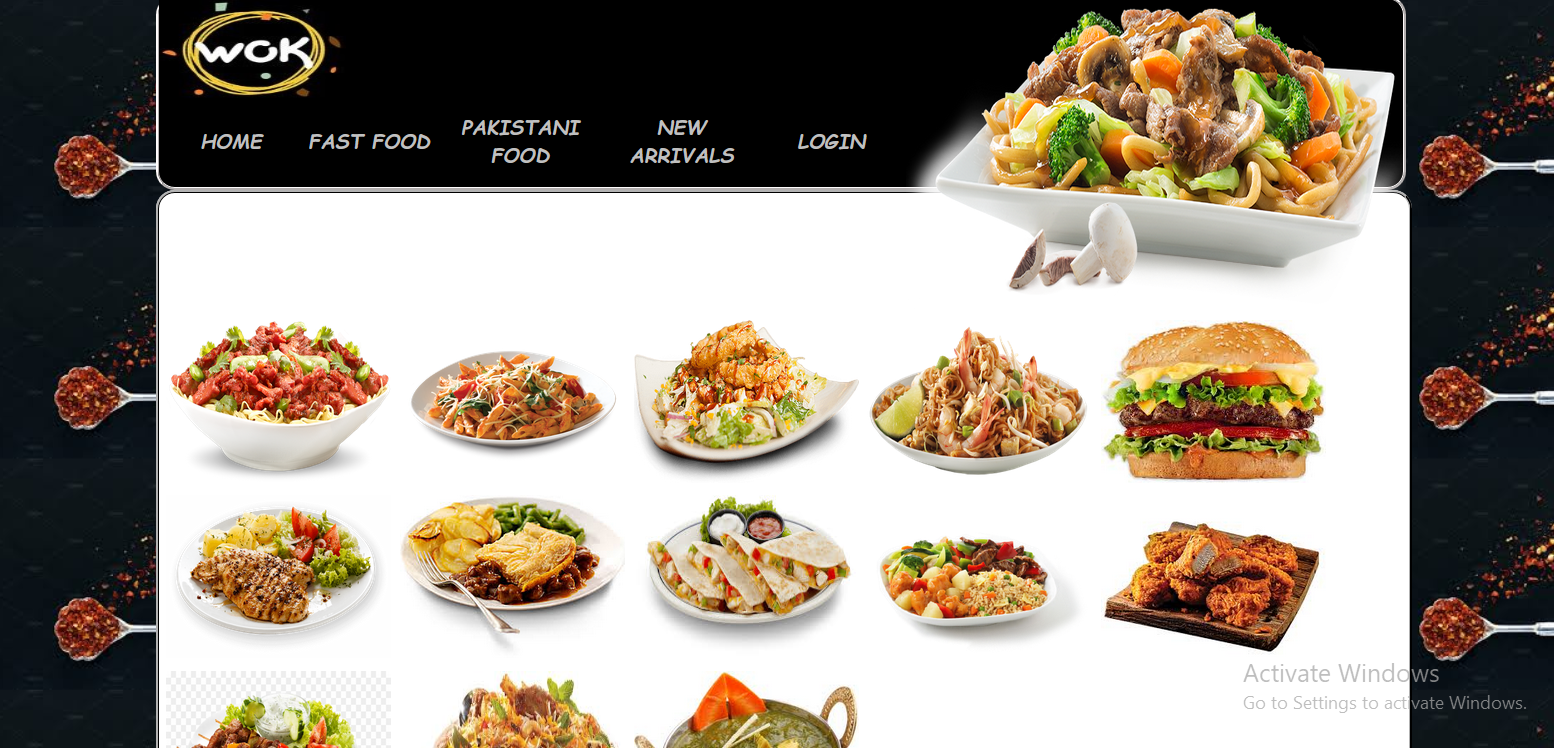 WOK
HOME
FAST FOOD
PAKISTANI
FOOD
NEW
ARRIVALS
LOGIN
Activate Windows
Go to Settings to activate Windows.